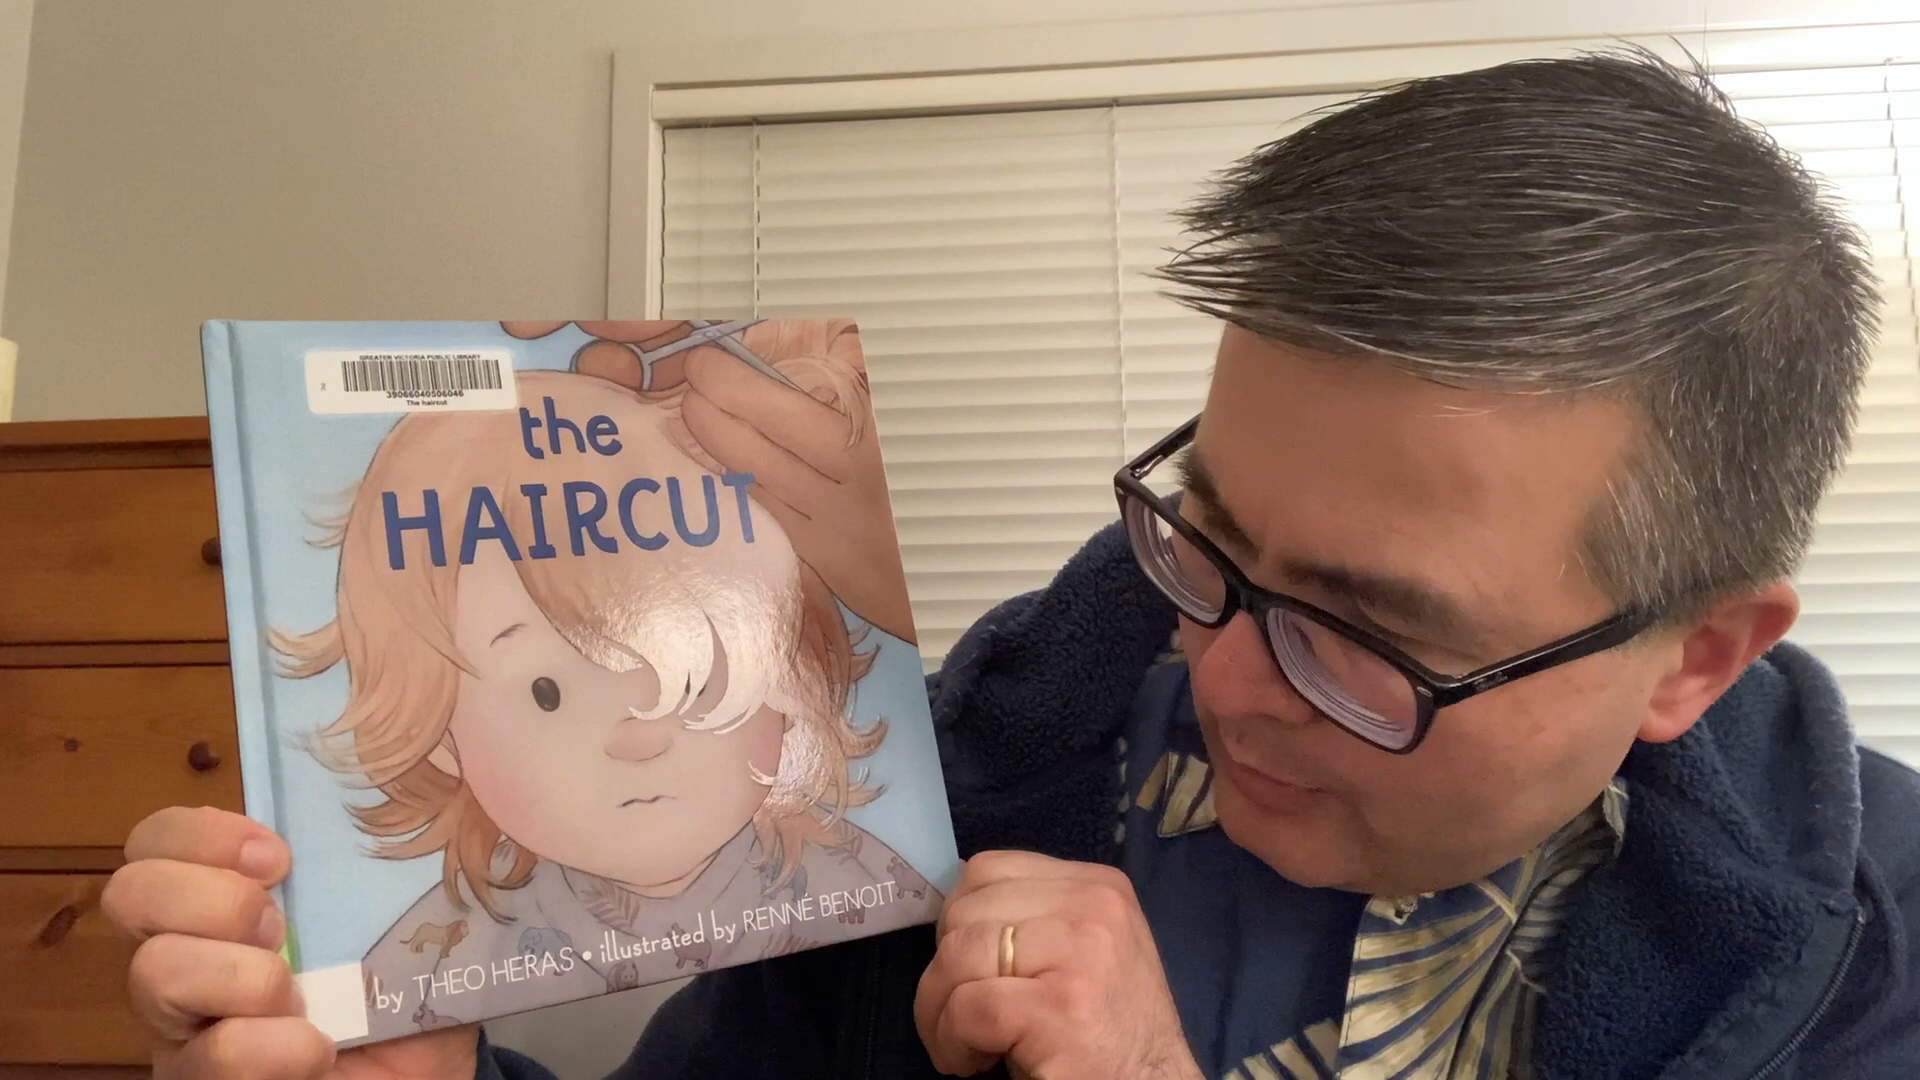 GREATER VICTORIA PUBLIC LIBRARY
39066040506046
The haircut
the
HAIRCUT
by THEO HERAS • illustrated by RENNÉ BENOIT